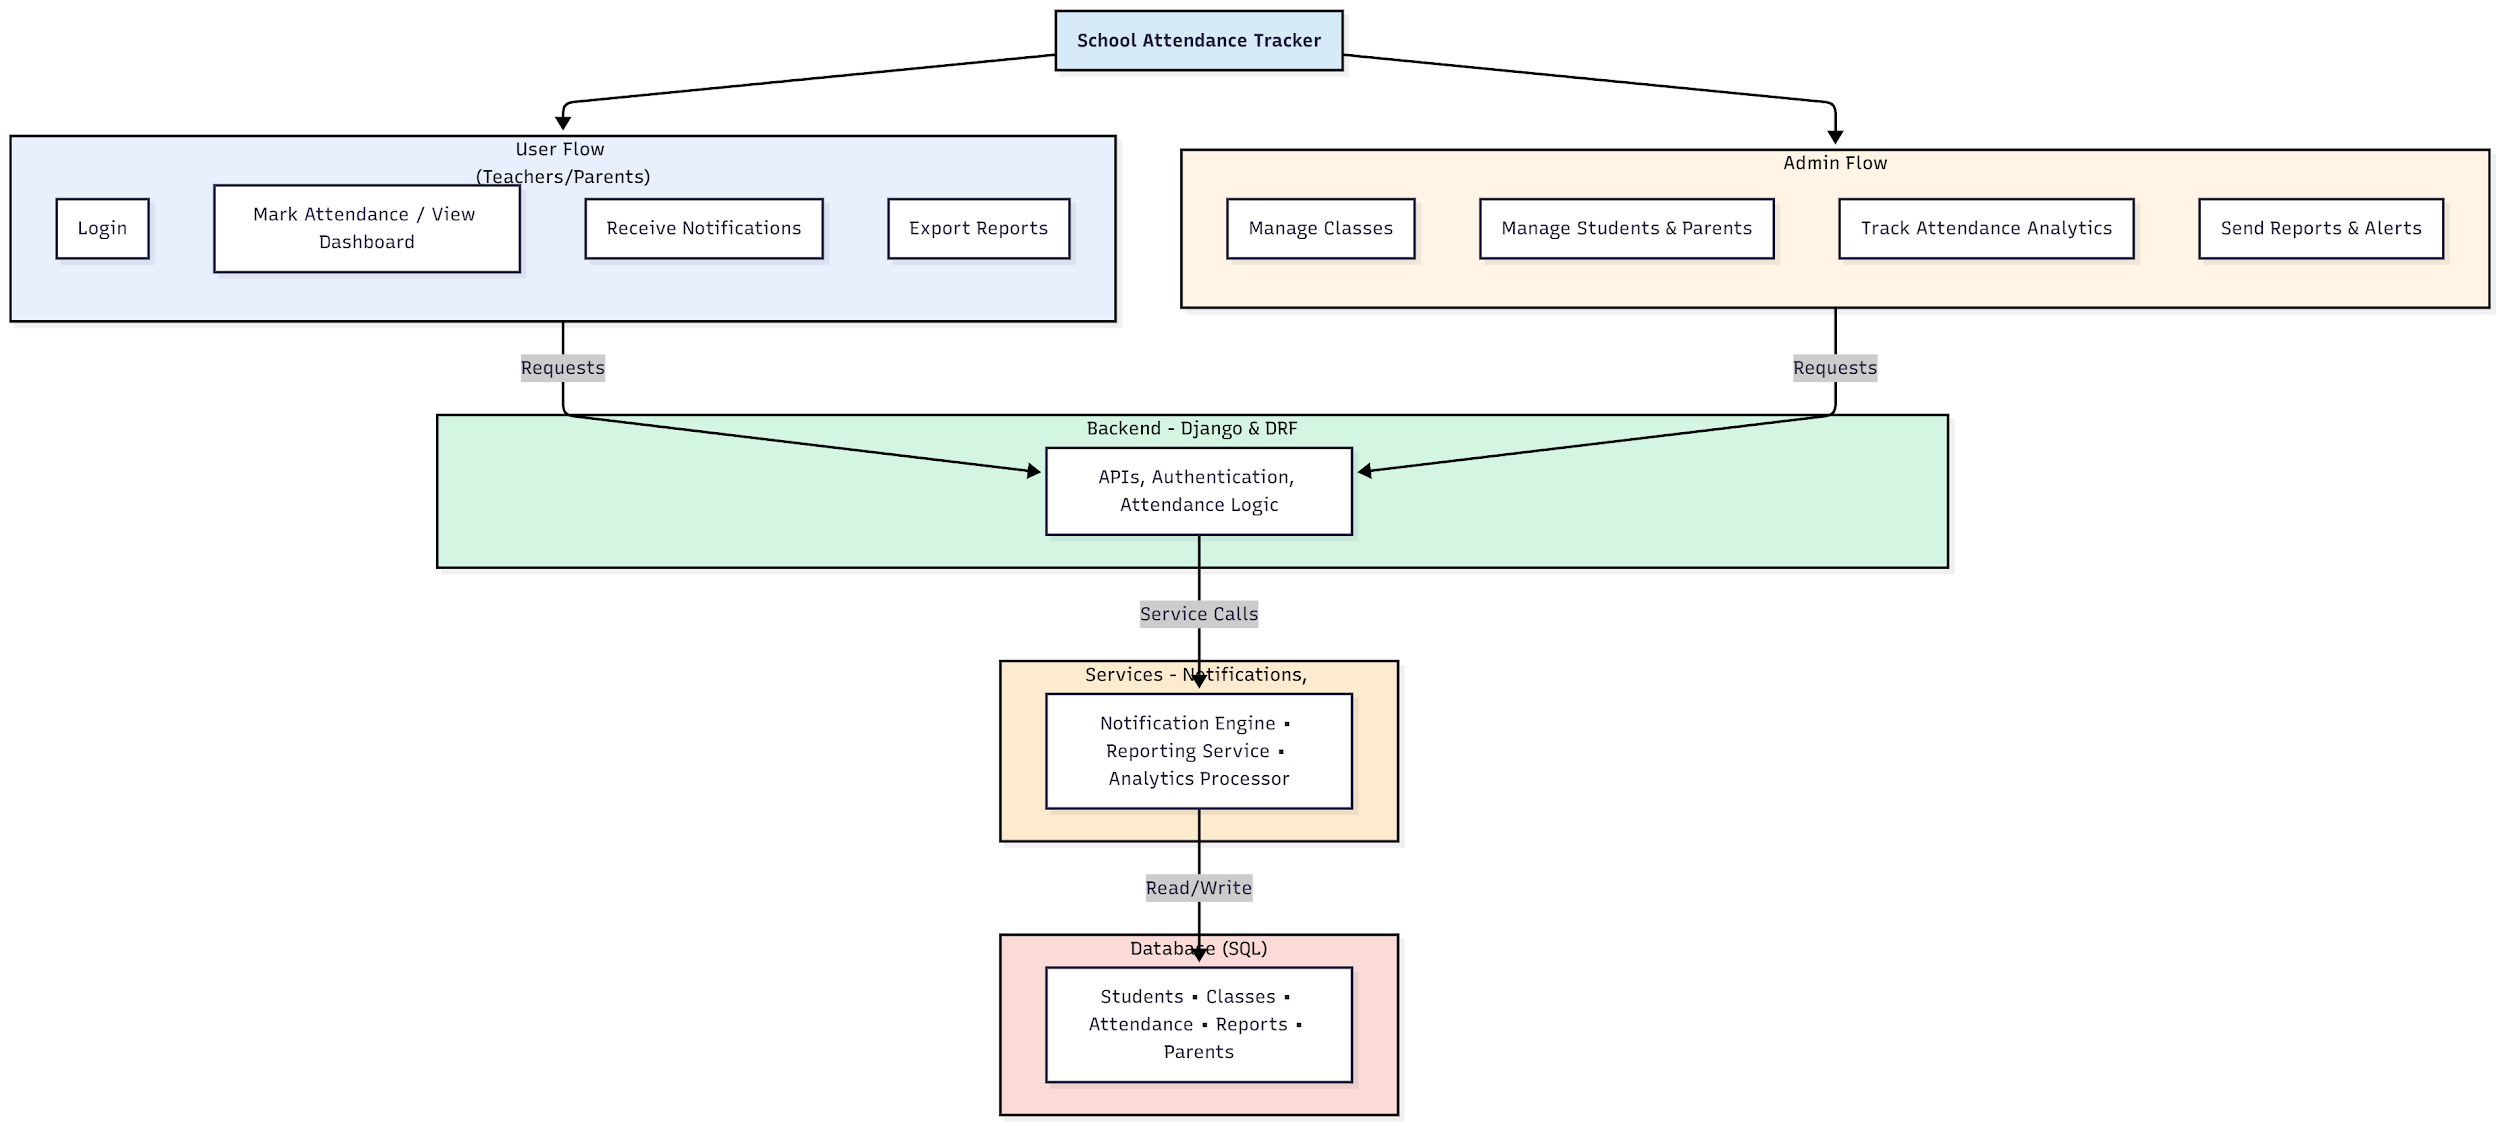 School Attendance Tracker
User Flow
(Teachers/Parents)
Login
Mark Attendance / View
Dashboard
Receive Notifications
Export Reports
Admin Flow
Manage Classes
Manage Students & Parents
Track Attendance Analytics
Send Reports & Alerts
Requests
Requests
Backend - Django & DRF
APIs, Authentication,
Attendance Logic
Service Calls
Services - Notifications,
Notification Engine ▪
Reporting Service ▪
Analytics Processor
Read/Write
Database (SQL)
Students ▪ Classes ▪
Attendance ▪ Reports ▪
Parents